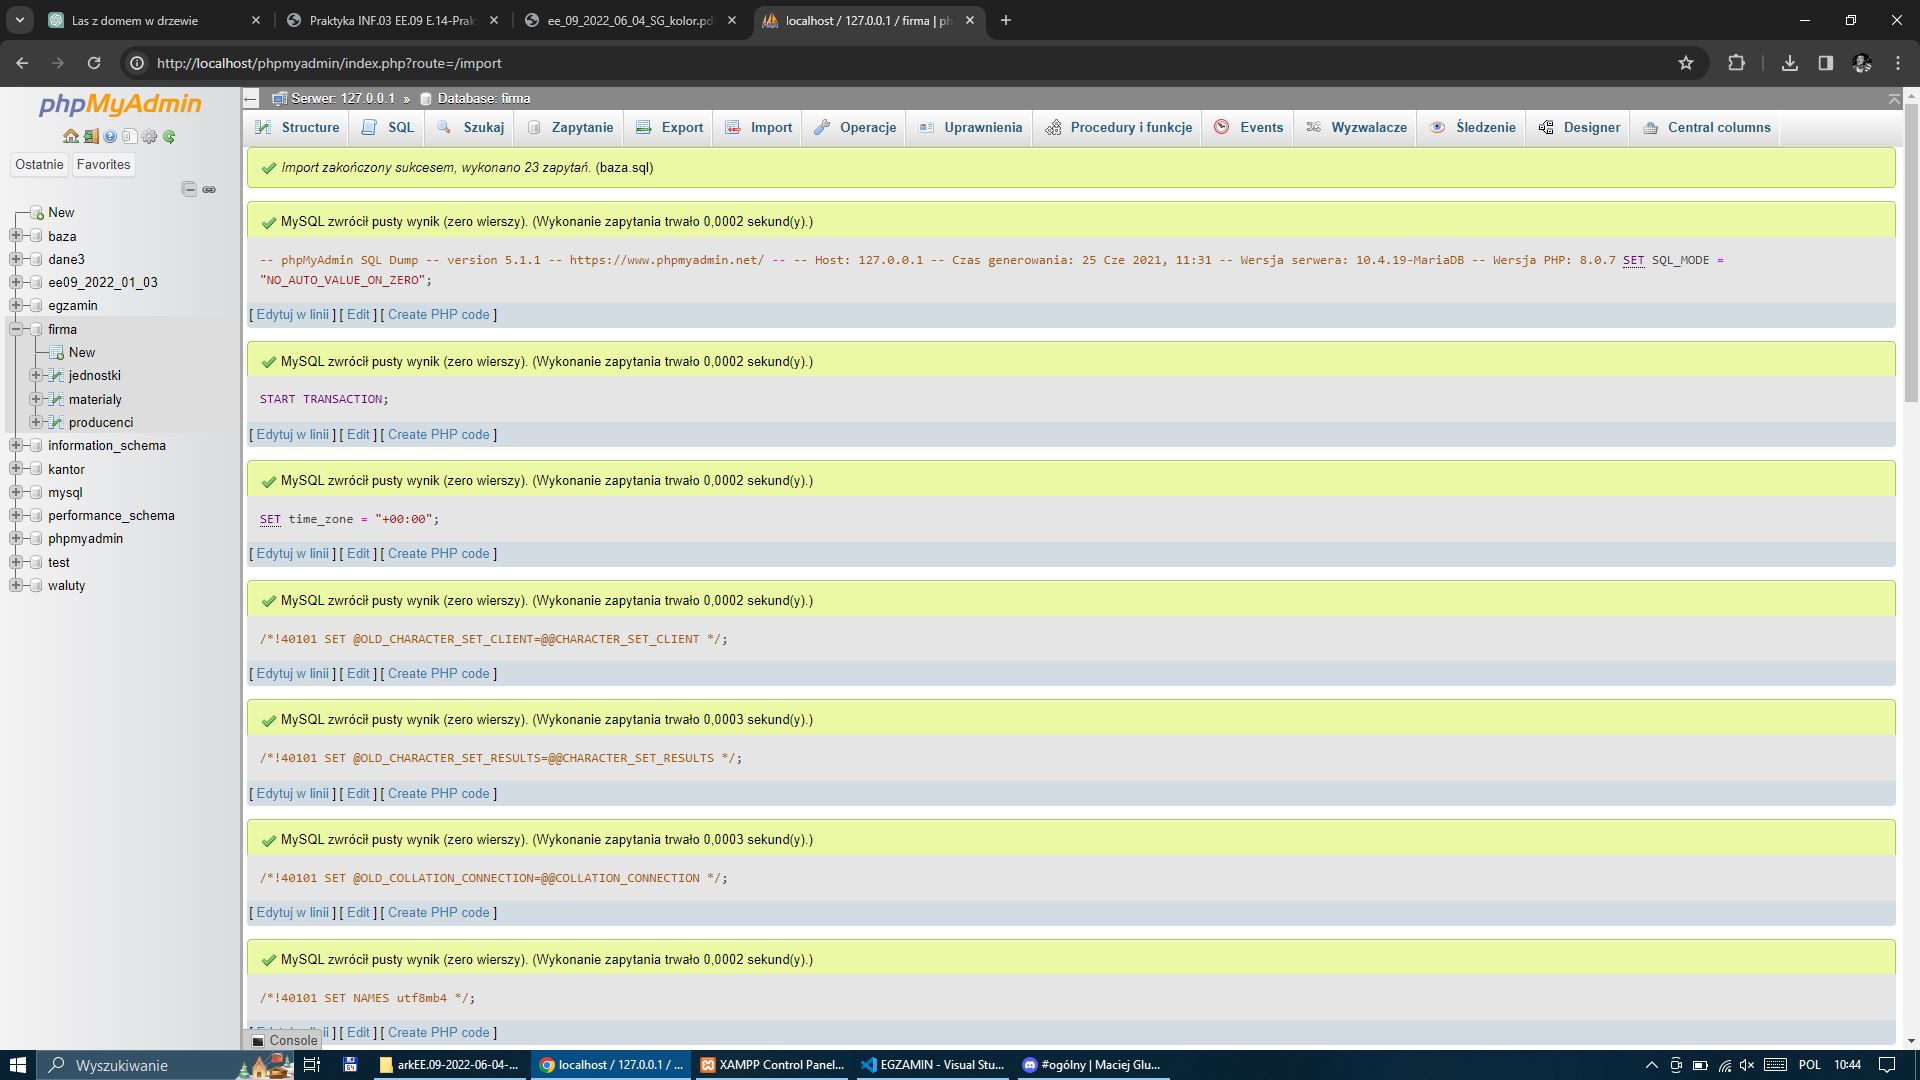 Las z domem w drzewie
Praktyka INF.03 EE.09 E.14-Prak
ee_09_2022_06_04_SG_kolor.pd
localhost / 127.0.0.1 / firma | ph
http://localhost/phpmyadmin/index.php?route=/import
phpMyAdmin
Ostatnie Favorites
New
baza
dane3
ee09_2022_01_03
egzamin
firma
New
jednostki
materialy
producenci
information_schema
kantor
mysql
performance_schema
phpmyadmin
test
waluty
Serwer: 127.0.0.1 » Database: firma
Structure SQL Szukaj Zapytanie Export Import Operacje Uprawnienia Procedury i funkcje Events Wyzwalacze Śledzenie Designer Central columns
Import zakończony sukcesem, wykonano 23 zapytań. (baza.sql)
MySQL zwrócił pusty wynik (zero wierszy). (Wykonanie zapytania trwało 0,0002 sekund(y).)
-- phpMyAdmin SQL Dump -- version 5.1.1 -- https://www.phpmyadmin.net/ -- -- Host: 127.0.0.1 -- Czas generowania: 25 Cze 2021, 11:31 -- Wersja serwera: 10.4.19-MariaDB -- Wersja PHP: 8.0.7 SET SQL_MODE =
"NO_AUTO_VALUE_ON_ZERO";
[ Edytuj w linii ] [ Edit ] [ Create PHP code ]
MySQL zwrócił pusty wynik (zero wierszy). (Wykonanie zapytania trwało 0,0002 sekund(y).)
START TRANSACTION;
[ Edytuj w linii ] [ Edit ] [ Create PHP code ]
MySQL zwrócił pusty wynik (zero wierszy). (Wykonanie zapytania trwało 0,0002 sekund(y).)
SET time_zone = "+00:00";
[ Edytuj w linii ] [ Edit ] [ Create PHP code ]
MySQL zwrócił pusty wynik (zero wierszy). (Wykonanie zapytania trwało 0,0002 sekund(y).)
/*!40101 SET @OLD_CHARACTER_SET_CLIENT=@@CHARACTER_SET_CLIENT */;
[ Edytuj w linii ] [ Edit ] [ Create PHP code ]
MySQL zwrócił pusty wynik (zero wierszy). (Wykonanie zapytania trwało 0,0003 sekund(y).)
/*!40101 SET @OLD_CHARACTER_SET_RESULTS=@@CHARACTER_SET_RESULTS */;
[ Edytuj w linii ] [ Edit ] [ Create PHP code ]
MySQL zwrócił pusty wynik (zero wierszy). (Wykonanie zapytania trwało 0,0003 sekund(y).)
/*!40101 SET @OLD_COLLATION_CONNECTION=@@COLLATION_CONNECTION */;
[ Edytuj w linii ] [ Edit ] [ Create PHP code ]
MySQL zwrócił pusty wynik (zero wierszy). (Wykonanie zapytania trwało 0,0002 sekund(y).)
/*!40101 SET NAMES utf8mb4 */;
] [ Edit ] [ Create PHP code ]
Console
Wyszukiwanie
arkEE.09-2022-06-04-...
localhost / 127.0.0.1 / ...
XAMPP Control Panel...
EGZAMIN - Visual Stu...
#ogólny | Maciej Glu...
POL 10:44